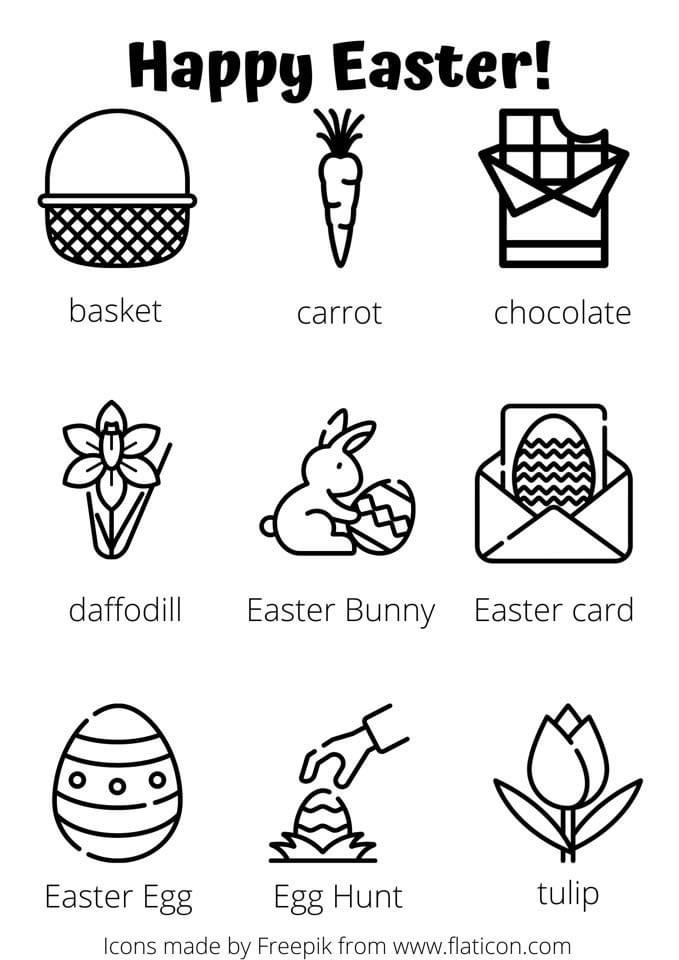 Happy Easter!
basket
carrot
chocolate
daffodill
Easter Bunny
Easter card
Easter Egg
Egg Hunt
tulip
Icons made by Freepik from www.flaticon.com